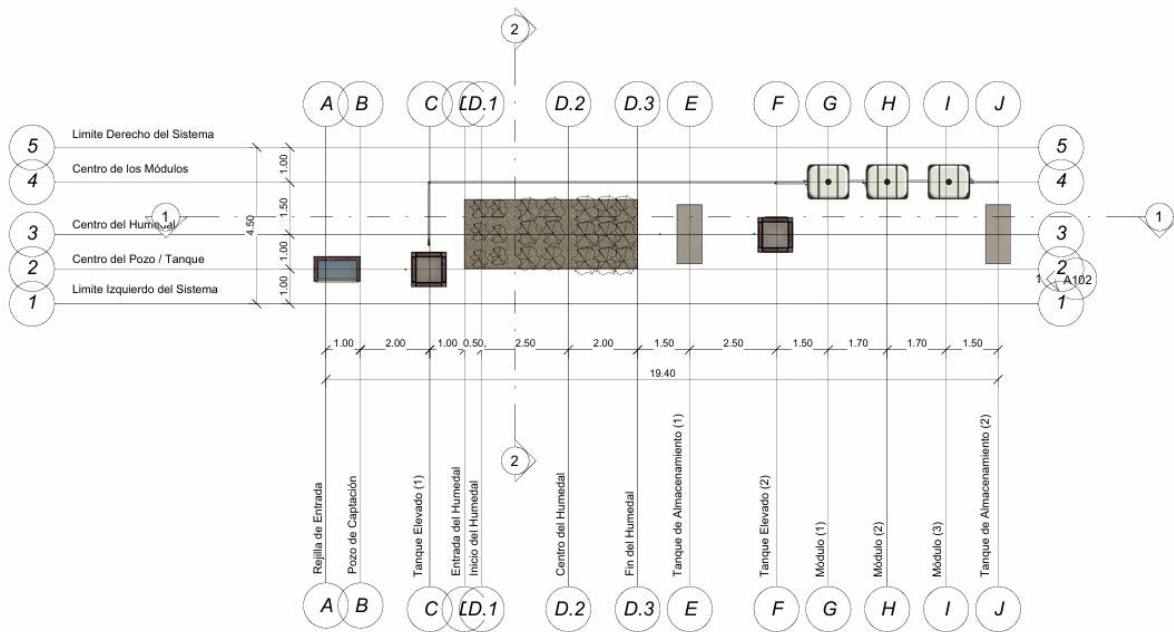 2
A B C D.1 D.2 D.3 E F G H I J
5 Limite Derecho del Sistema 5
4 Centro de los Módulos 4
1.00
1 1
4.50
1.50
3 Centro del Humedal 3
2 Centro del Pozo / Tanque 2
1.00
1 A102
1 Limite Izquierdo del Sistema 1
1.00
1.00 2.00 1.00 0.50 2.50 2.00 1.50 2.50 1.50 1.70 1.70 1.50
19.40
2
Rejilla de Entrada
Pozo de Captación
Tanque Elevado (1)
Entrada del Humedal
Inicio del Humedal
Centro del Humedal
Fin del Humedal
Tanque de Almacenamiento (1)
Tanque Elevado (2)
Módulo (1)
Módulo (2)
Módulo (3)
Tanque de Almacenamiento (2)
A B C D.1 D.2 D.3 E F G H I J